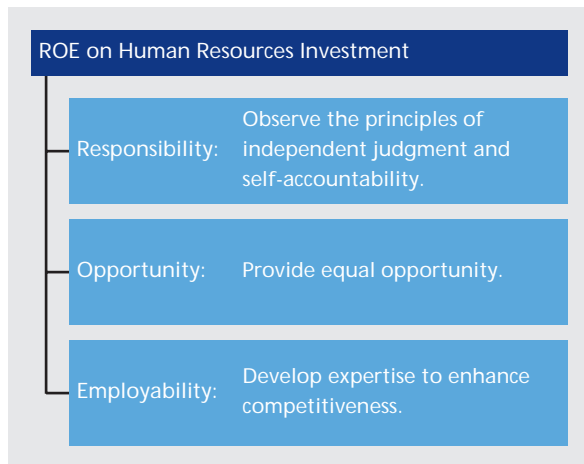 ROE on Human Resources Investment
Responsibility:
Observe the principles of
independent judgment and
self-accountability.
Opportunity:
Provide equal opportunity.
Employability:
Develop expertise to enhance
competitiveness.